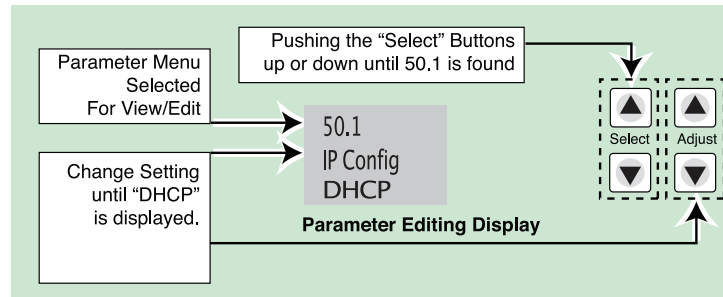 Pushing the “Select” Buttons
up or down until 50.1 is found
Parameter Menu
Selected
For View/Edit
50.1
IP Config
DHCP
Select
Adjust
Change Setting
until “DHCP”
is displayed.
Parameter Editing Display